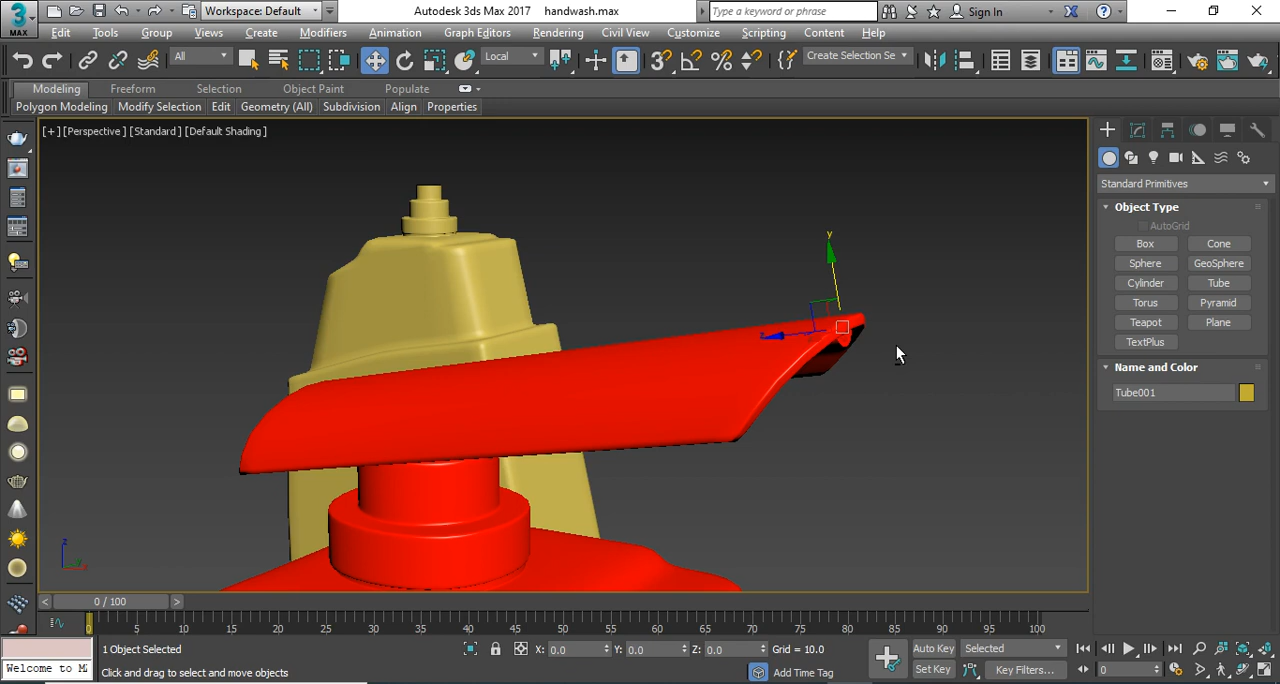 3
MAX
Workspace: Default
Autodesk 3ds Max 2017 handwash.max
Type a keyword or phrase
Sign In
Edit Tools Group Views Create Modifiers Animation Graph Editors Rendering Civil View Customize Scripting Content Help
All
Local
Create Selection Se
Modeling Freeform Selection Object Paint Populate
Polygon Modeling Modify Selection Edit Geometry (All) Subdivision Align Properties
[+] [Perspective] [Standard] [Default Shading]
Standard Primitives
Object Type
AutoGrid
Box Cone
Sphere GeoSphere
Cylinder Tube
Torus Pyramid
Teapot Plane
TextPlus
Name and Color
Tube001
y
z
0 / 100
0 5 10 15 20 25 30 35 40 45 50 55 60 65 70 75 80 85 90 95 100
1 Object Selected
X: 0.0 Y: 0.0 Z: 0.0 Grid = 10.0
Auto Key Selected
Welcome to M
Click and drag to select and move objects
Add Time Tag
Set Key Key Filters...
0